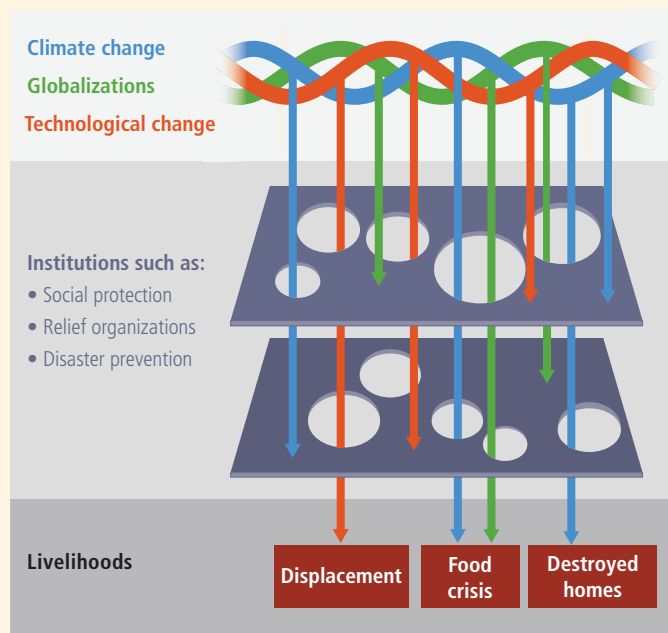 Climate change
Globalizations
Technological change
Institutions such as:
• Social protection
• Relief organizations
• Disaster prevention
Livelihoods
Displacement
Food
crisis
Destroyed
homes